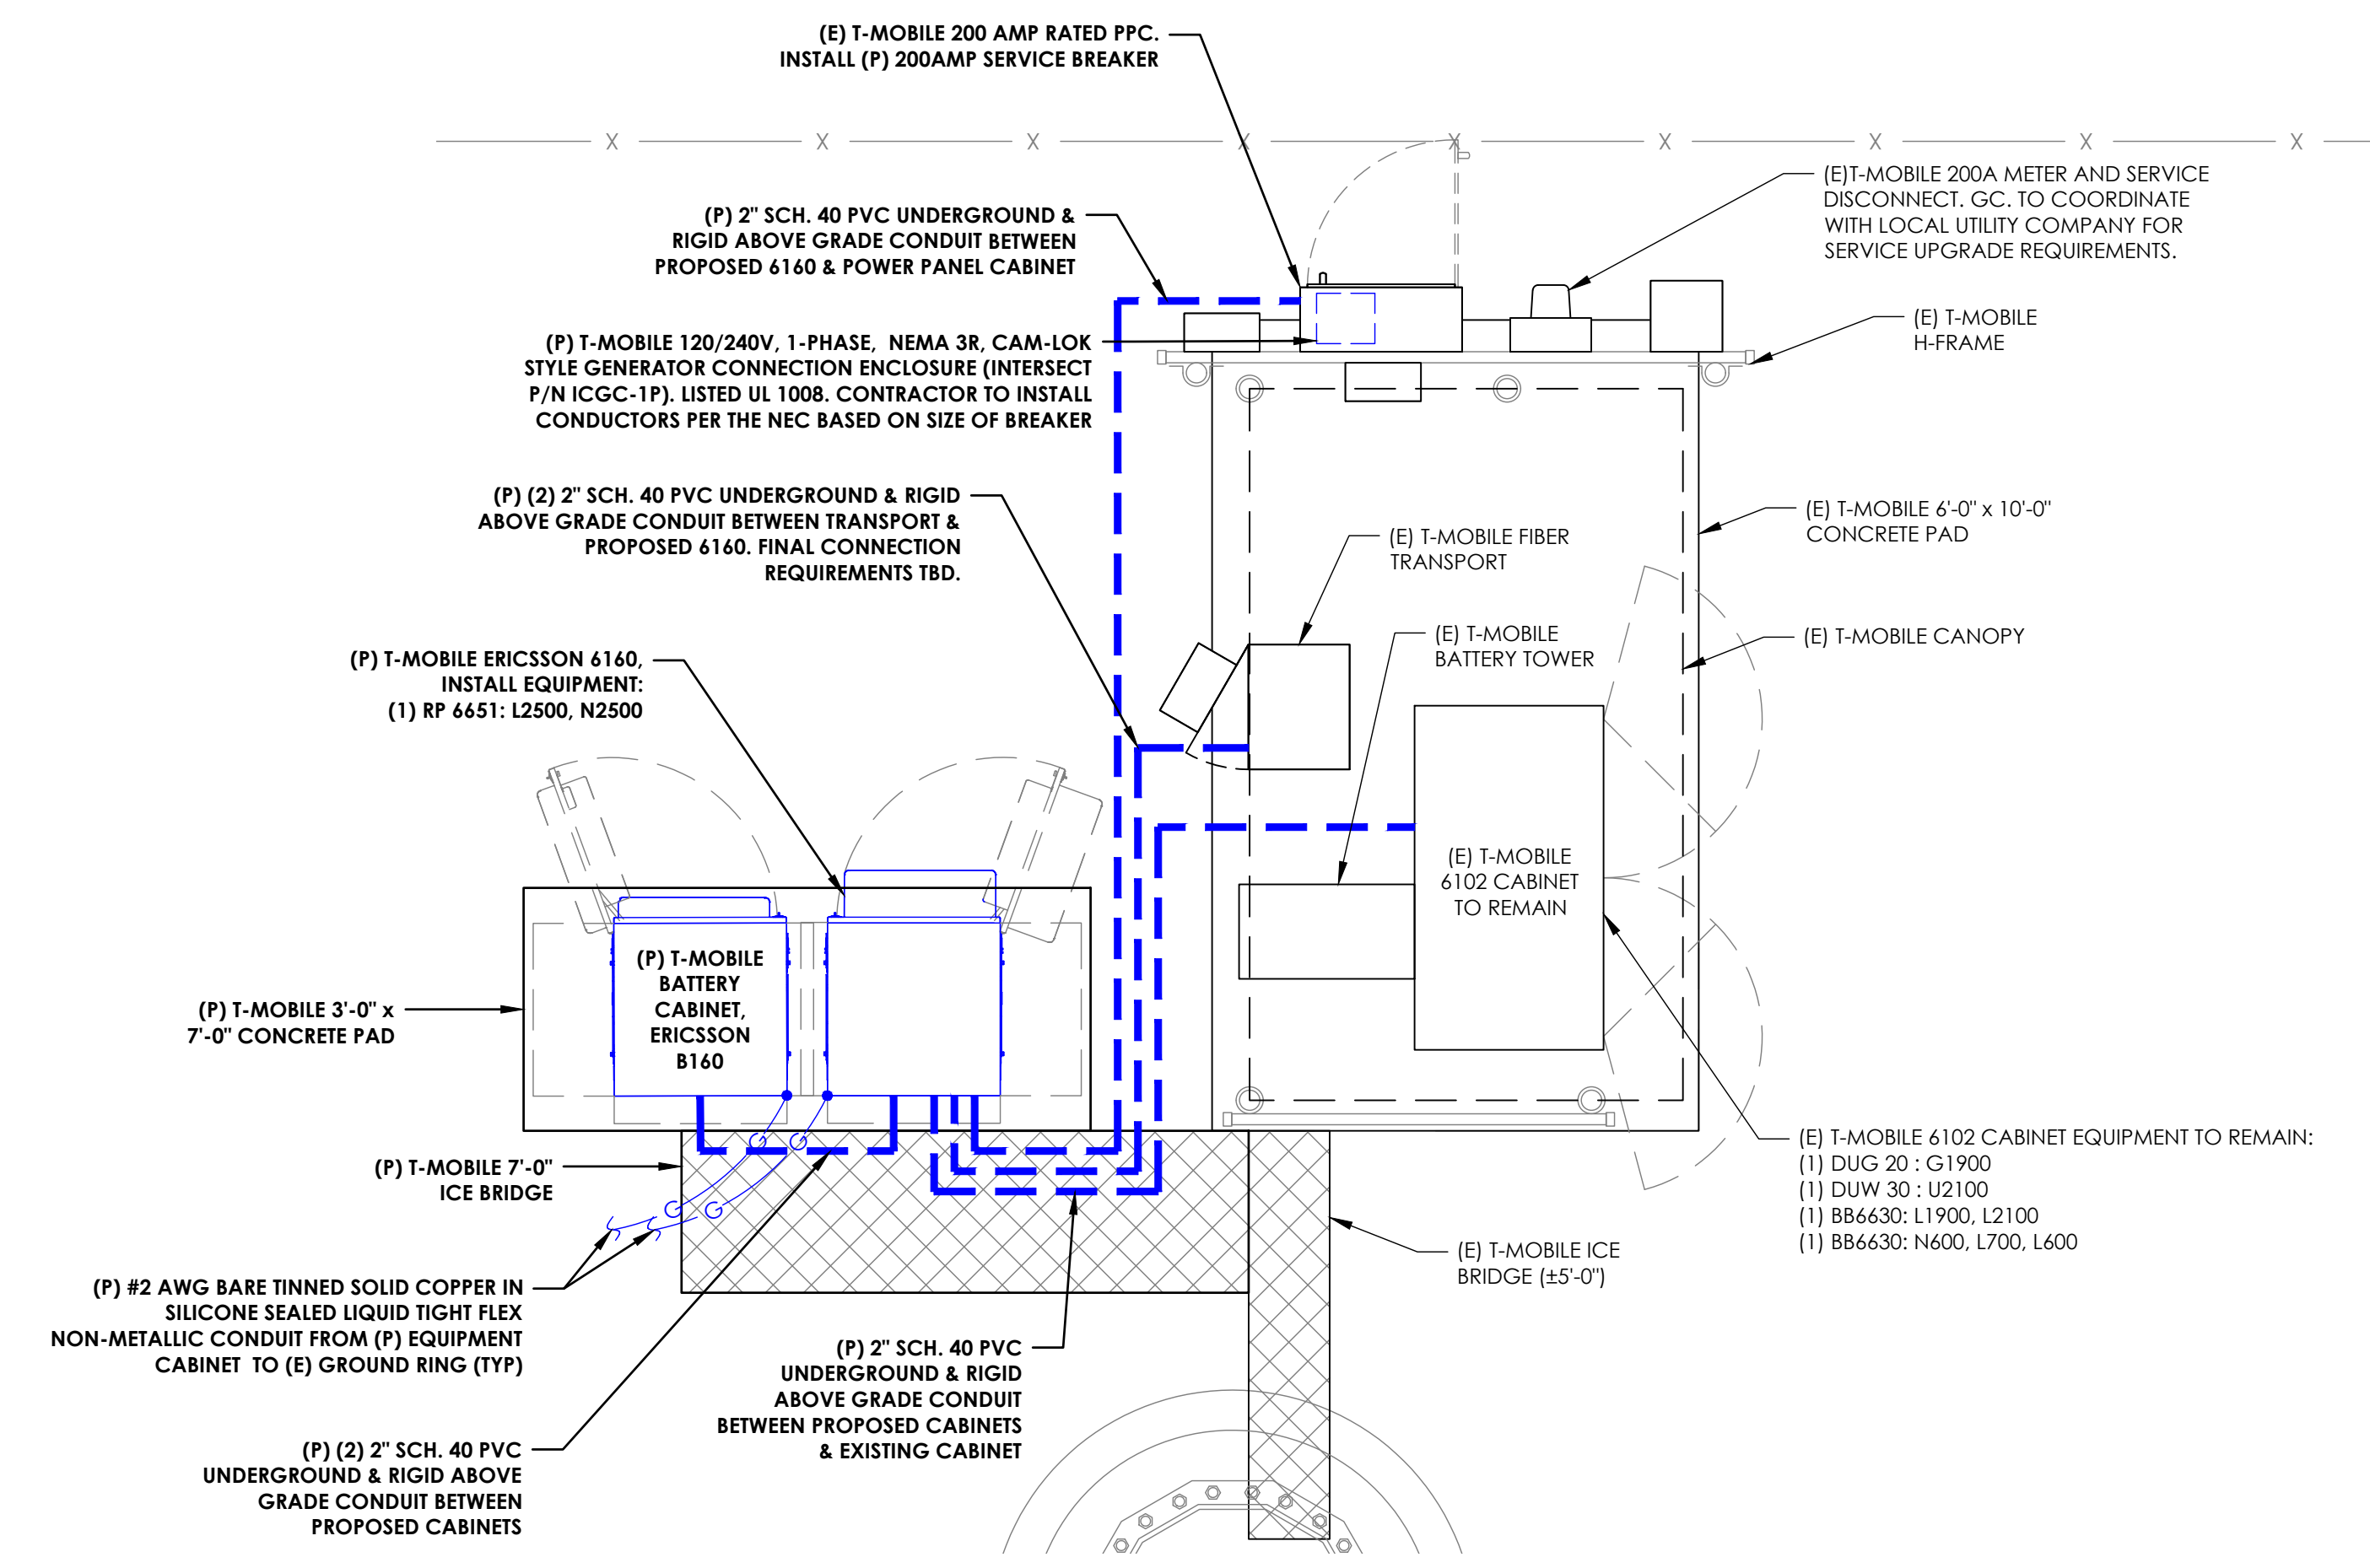 (E) T-MOBILE 200 AMP RATED PPC.
INSTALL (P) 200AMP SERVICE BREAKER
X X X X X X X X X
(E)T-MOBILE 200A METER AND SERVICE
DISCONNECT. GC. TO COORDINATE
WITH LOCAL UTILITY COMPANY FOR
SERVICE UPGRADE REQUIREMENTS.
(P) 2" SCH. 40 PVC UNDERGROUND &
RIGID ABOVE GRADE CONDUIT BETWEEN
PROPOSED 6160 & POWER PANEL CABINET
(E) T-MOBILE
H-FRAME
(P) T-MOBILE 120/240V, 1-PHASE, NEMA 3R, CAM-LOK
STYLE GENERATOR CONNECTION ENCLOSURE (INTERSECT
P/N ICGC-1P). LISTED UL 1008. CONTRACTOR TO INSTALL
CONDUCTORS PER THE NEC BASED ON SIZE OF BREAKER
(P) (2) 2" SCH. 40 PVC UNDERGROUND & RIGID
ABOVE GRADE CONDUIT BETWEEN TRANSPORT &
PROPOSED 6160. FINAL CONNECTION
REQUIREMENTS TBD.
(E) T-MOBILE 6'-0" x 10'-0"
CONCRETE PAD
(E) T-MOBILE FIBER
TRANSPORT
(E) T-MOBILE
BATTERY TOWER
(E) T-MOBILE CANOPY
(P) T-MOBILE ERICSSON 6160,
INSTALL EQUIPMENT:
(1) RP 6651: L2500, N2500
(E) T-MOBILE
6102 CABINET
TO REMAIN
(P) T-MOBILE
BATTERY
CABINET,
ERICSSON
B160
(P) T-MOBILE 3'-0" x
7'-0" CONCRETE PAD
(E) T-MOBILE 6102 CABINET EQUIPMENT TO REMAIN:
(1) DUG 20 : G1900
(1) DUW 30 : U2100
(1) BB6630: L1900, L2100
(1) BB6630: N600, L700, L600
G G
(P) T-MOBILE 7'-0"
ICE BRIDGE
G G
(E) T-MOBILE ICE
BRIDGE (±5'-0")
(P) #2 AWG BARE TINNED SOLID COPPER IN
SILICONE SEALED LIQUID TIGHT FLEX
NON-METALLIC CONDUIT FROM (P) EQUIPMENT
CABINET TO (E) GROUND RING (TYP)
(P) 2" SCH. 40 PVC
UNDERGROUND & RIGID
ABOVE GRADE CONDUIT
BETWEEN PROPOSED CABINETS
& EXISTING CABINET
(P) (2) 2" SCH. 40 PVC
UNDERGROUND & RIGID ABOVE
GRADE CONDUIT BETWEEN
PROPOSED CABINETS